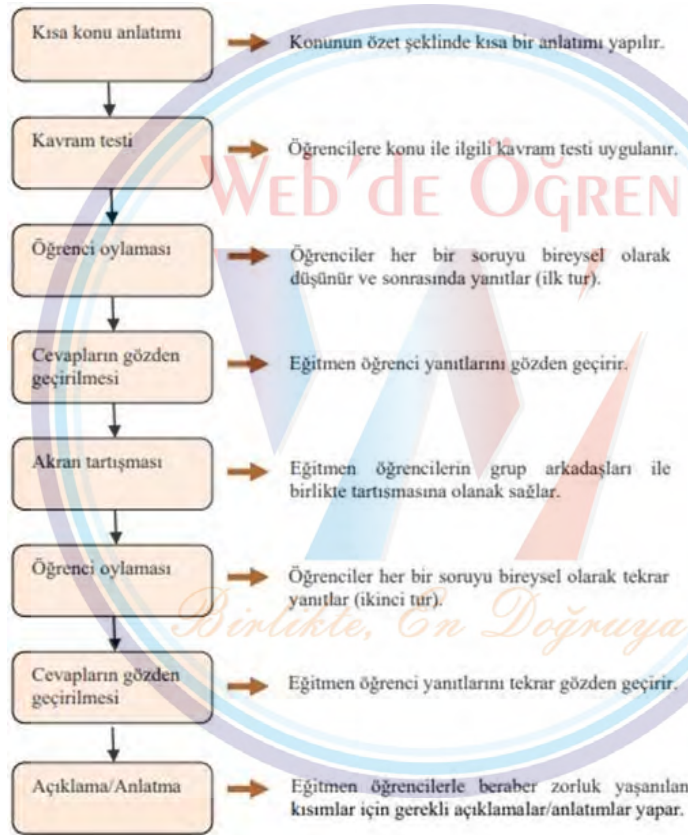 Kısa konu anlatımı
Konunun özet şeklinde kısa bir anlatımı yapılır.
Kavram testi
Öğrencilere konu ile ilgili kavram testi uygulanır.
WEB'DE ÖĞREN
Öğrenci oylaması
Öğrenciler her bir soruyu bireysel olarak
düşünür ve sonrasında yanıtlar (ilk tur).
Cevapların gözden
geçirilmesi
Eğitmen öğrenci yanıtlarını gözden geçirir.
Akran tartışması
Eğitmen öğrencilerin grup arkadaşları ile
birlikte tartışmasına olanak sağlar.
Öğrenci oylaması
Öğrenciler her bir soruyu bireysel olarak tekrar
yanıtlar (ikinci tur).
Birlikte, En Doğruya
Cevapların gözden
geçirilmesi
Eğitmen öğrenci yanıtlarını tekrar gözden geçirir.
Açıklama/Anlatma
Eğitmen öğrencilerle beraber zorluk yaşanılan
kısımlar için gerekli açıklamalar/anlatımlar yapar.